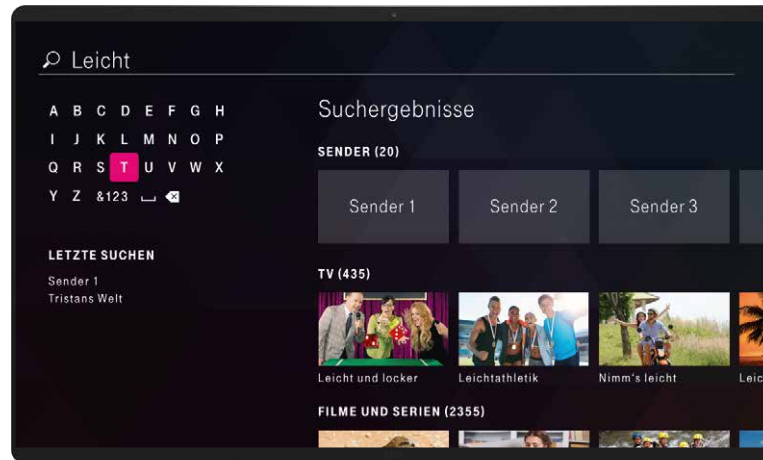 Leicht
A B C D E F G H
I J K L M N O P
Q R S T U V W X
Y Z &123
LETZTE SUCHEN
Sender 1
Tristans Welt
Suchergebnisse
SENDER (20)
Sender 1 Sender 2 Sender 3
TV (435)
Leicht und locker Leichtathletik Nimm's leicht Leic
FILME UND SERIEN (2355)